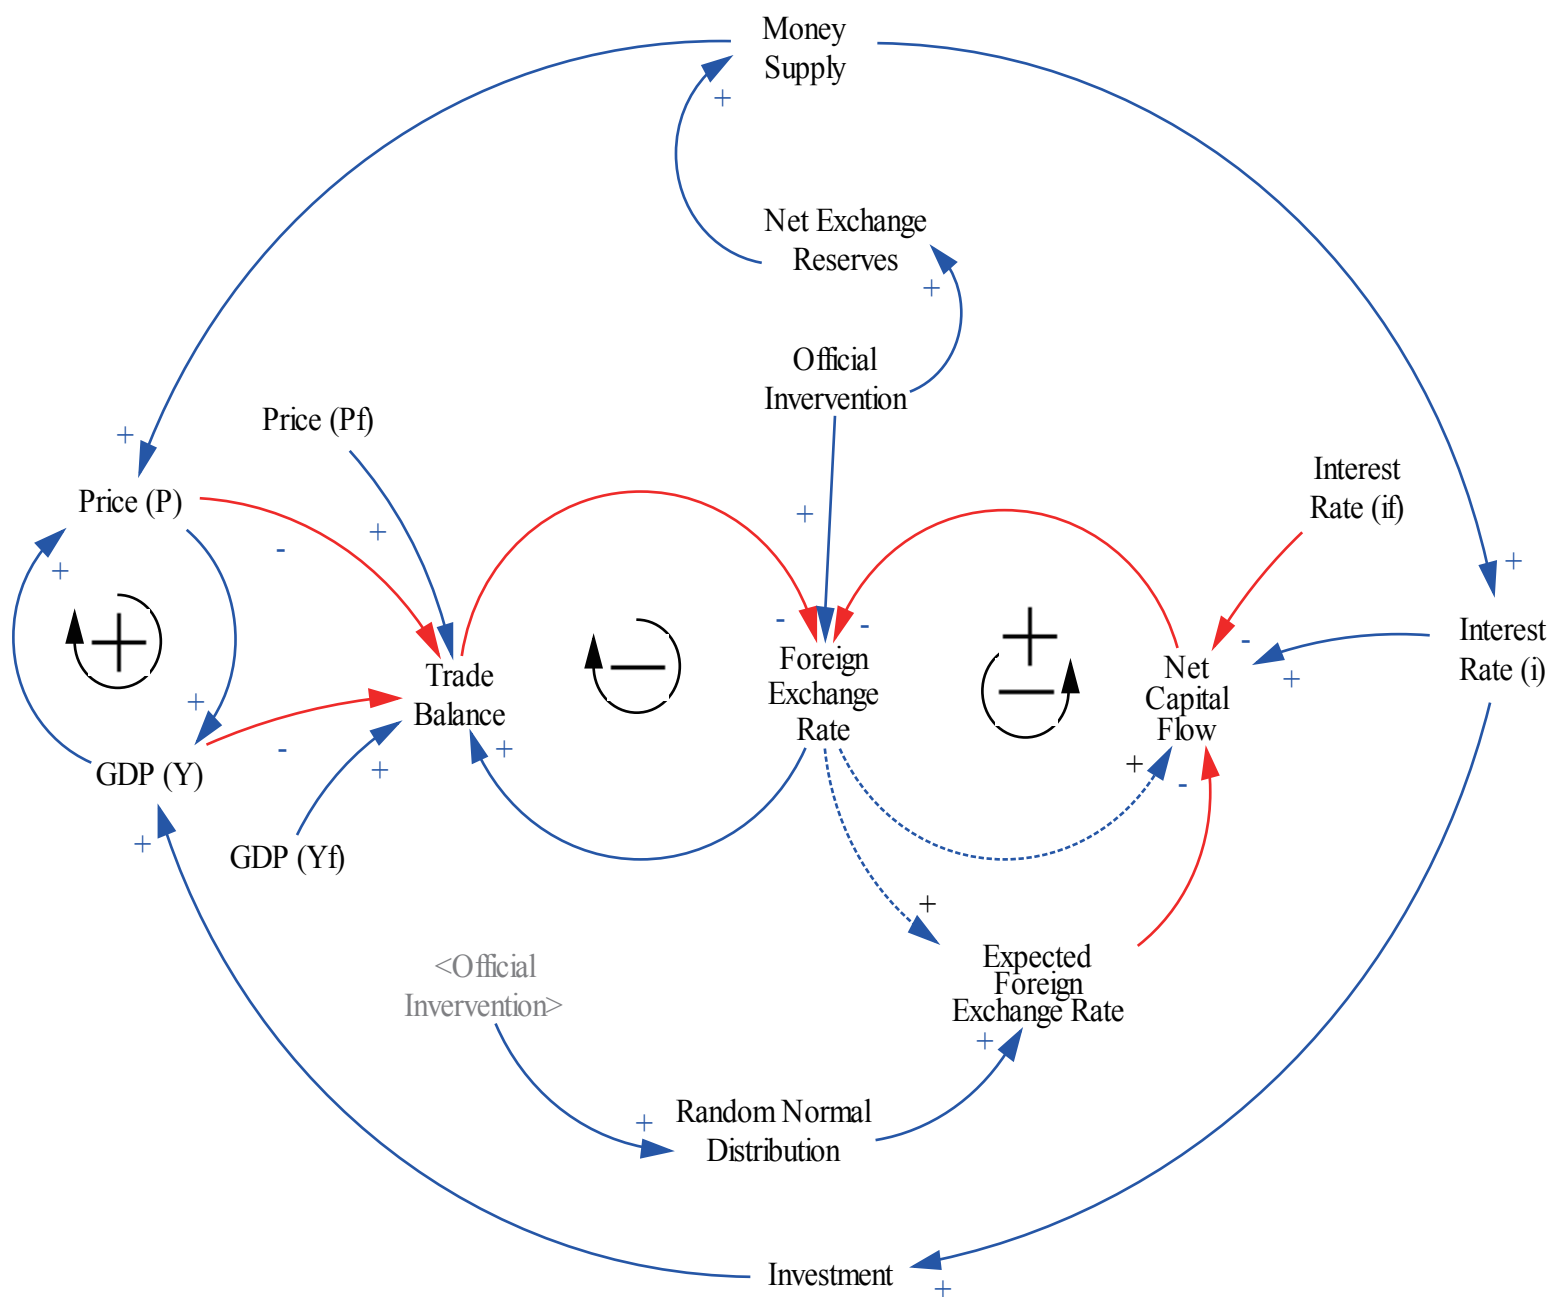 Money
Supply
+
Net Exchange
Reserves
+
Official
Invervention
+
Price (Pf)
+
Price (P)
-
+
+
+
+
-
Trade
Balance
+
GDP (Y)
-
+
GDP (Yf)
+
-
+
-
Foreign
Exchange
Rate
-
+
-
Interest
Rate (if)
-
+
Interest
Rate (i)
+
Net
Capital
Flow
+
-
+
Expected
Foreign
Exchange Rate
+
<Official
Invervention>
+
Random Normal
Distribution
Investment
+